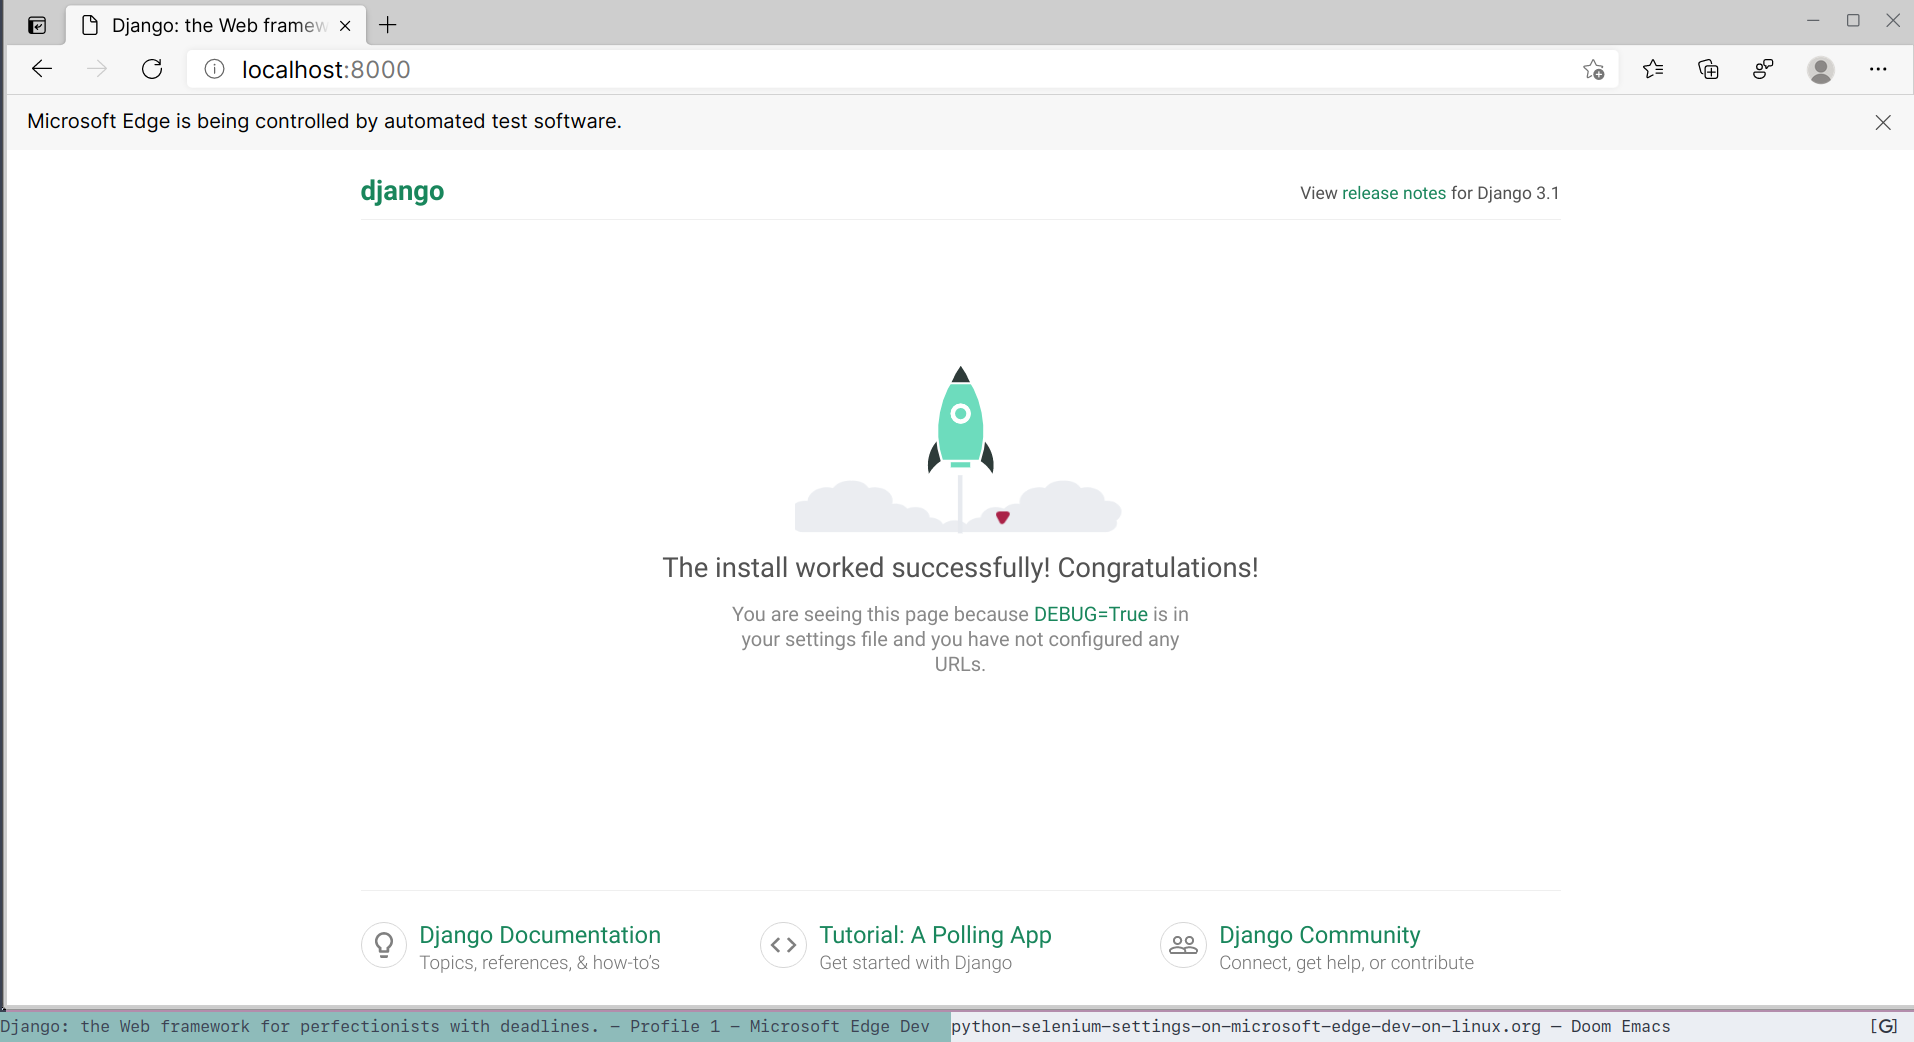 Django: the Web framew
localhost:8000
Microsoft Edge is being controlled by automated test software.
django
View release notes for Django 3.1
The install worked successfully! Congratulations!
You are seeing this page because DEBUG=True is in
your settings file and you have not configured any
URLs.
Django Documentation
Topics, references, & how-to’s
Tutorial: A Polling App
Get started with Django
Django Community
Connect, get help, or contribute
Django: the Web framework for perfectionists with deadlines. — Profile 1 — Microsoft Edge Dev
python-selenium-settings-on-microsoft-edge-dev-on-linux.org — Doom Emacs
[G]